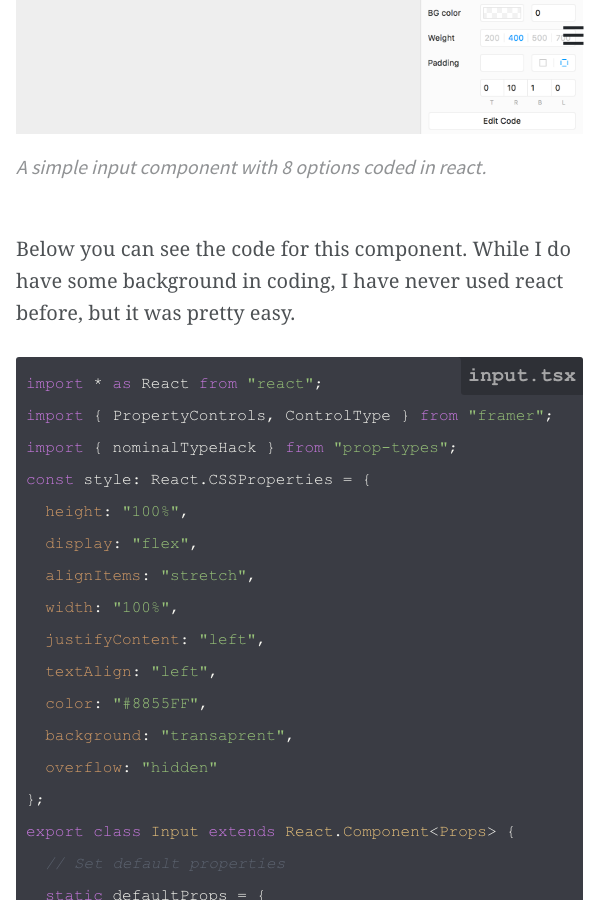 BG color 0
Weight 200 400 500
Padding
0 10 1 0
T R B L
Edit Code
A simple input component with 8 options coded in react.
Below you can see the code for this component. While I do
have some background in coding, I have never used react
before, but it was pretty easy.
input.tsx
import * as React from "react";
import { PropertyControls, ControlType } from "framer";
import { nominalTypeHack } from "prop-types";
const style: React.CSSProperties = {
height: "100%",
display: "flex",
alignItems: "stretch",
width: "100%",
justifyContent: "left",
textAlign: "left",
color: "#8855FF",
background: "transaprent",
overflow: "hidden"
};
export class Input extends React.Component<Props> {
// Set default properties
static defaultProps = {